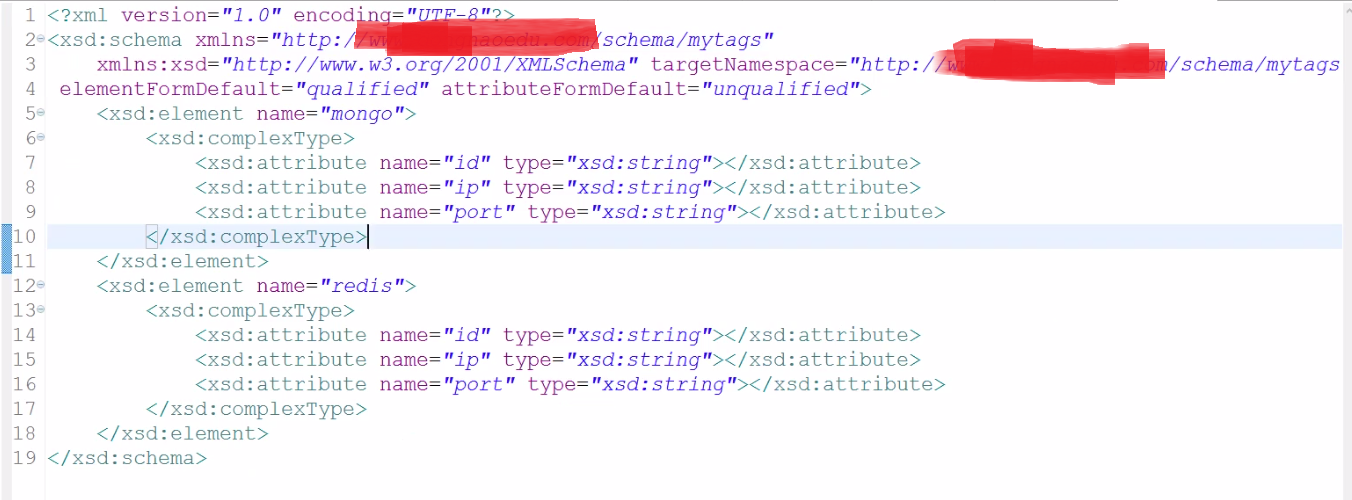 1 <?xml version="1.0" encoding="UTF-8"?>
2 <xsd:schema xmlns="http:/ /schema/mytags"
3 xmlns:xsd="http://www.w3.org/2001/XMLSchema" targetNamespace="http:/ /schema/mytags
4 elementFormDefault="qualified" attributeFormDefault="unqualified">
5 <xsd:element name="mongo">
6 <xsd:complexType>
7 <xsd:attribute name="id" type="xsd:string"></xsd:attribute>
8 <xsd:attribute name="ip" type="xsd:string"></xsd:attribute>
9 <xsd:attribute name="port" type="xsd:string"></xsd:attribute>
10 </xsd:complexType>
11 </xsd:element>
12 <xsd:element name="redis">
13 <xsd:complexType>
14 <xsd:attribute name="id" type="xsd:string"></xsd:attribute>
15 <xsd:attribute name="ip" type="xsd:string"></xsd:attribute>
16 <xsd:attribute name="port" type="xsd:string"></xsd:attribute>
17 </xsd:complexType>
18 </xsd:element>
19 </xsd:schema>